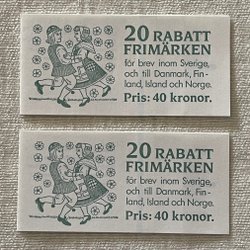 20 RABATT
FRIMÄRKEN
för brev inom Sverige,
och till Danmark, Fin-
land, Island och Norge.
Pris: 40 kronor.
20 RABATT
FRIMÄRKEN
för brev inom Sverige,
och till Danmark, Fin-
land, Island och Norge.
Pris: 40 kronor.